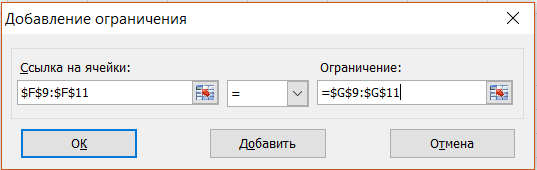 Добавление ограничения
Ссылка на ячейки: Ограничение:
$F$9:$F$11 = =$G$9:$G$11
ОК Добавить Отмена